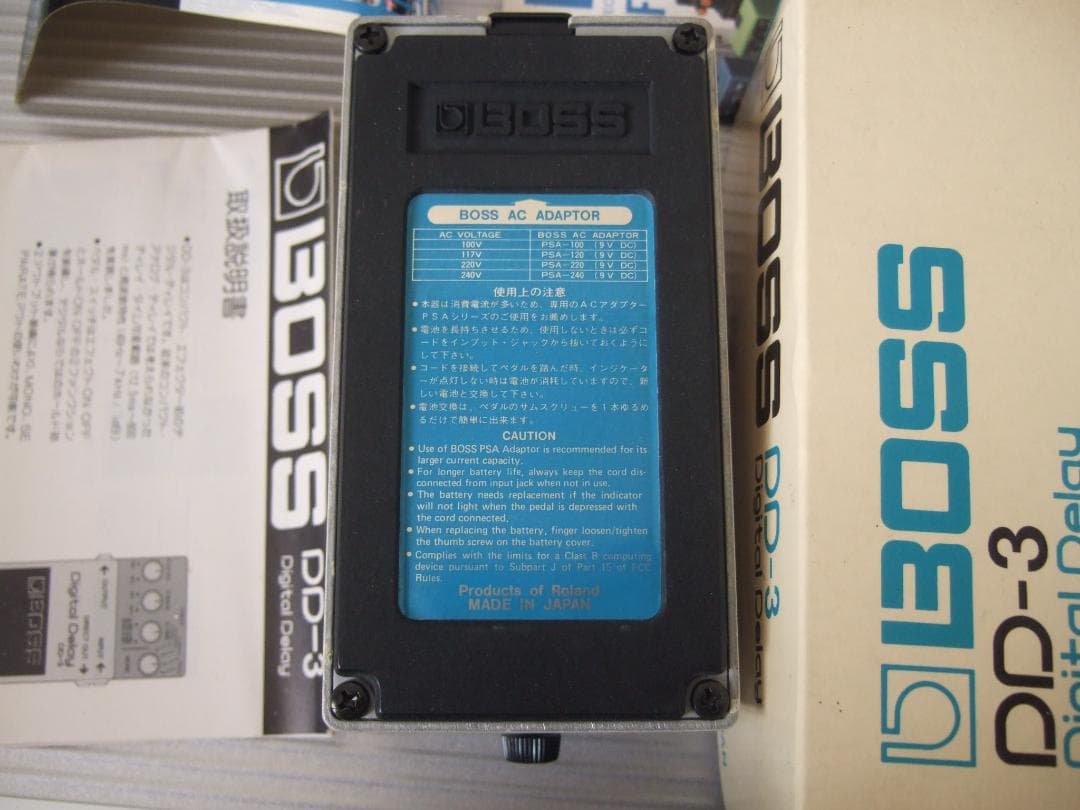 BOSS
BOSS AC ADAPTOR
AC VOLTAGE BOSS AC ADAPTOR
100V PSA-100 (9V DC)
117V PSA-120 (9V DC)
220V PSA-220 (9V DC)
240V PSA-240 (9V DC)
使用上の注意
●本器は消費電流が多いため、専用のACアダプター
PSAシリーズのご使用をお薦めします。
●電池を長持ちさせるため、使用しないときは必ずコ
ードをインプット・ジャックから抜いておくように
して下さい。
●コードを接続してペダルを踏んだ時、インジケータ
ーが点灯しない時は電池が消耗していますので、新
しい電池と交換して下さい。
●電池交換は、ペダルのサムスクリューを1本ゆるめ
るだけで簡単に出来ます。
CAUTION
● Use of BOSS PSA Adaptor is recommended for its
larger current capacity.
● For longer battery life, always keep the cord dis-
connected from input jack when not in use.
● The battery needs replacement if the indicator
will not light when the pedal is depressed with
the cord connected.
● When replacing the battery, finger loosen/tighten
the thumb screw on the battery cover.
● Complies with the limits for a Class B computing
device pursuant to Subpart J of Part 15 of FCC
Rules.
Products of Roland
MADE IN JAPAN
BOSS DD-3
Digital Delay
取扱説明書
BOSS
Digital Delay
DD-3
BOSS DD-3
Digital Delay
BOSS
DD-3
Digital Delay